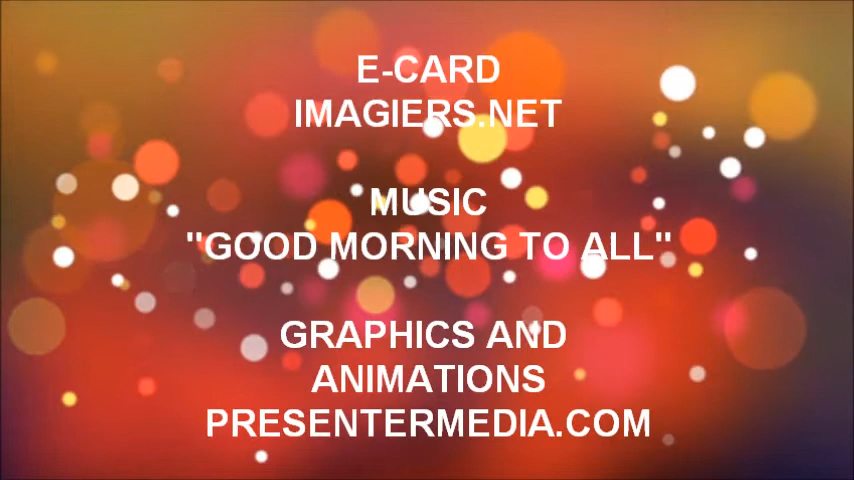 E-CARD
IMAGIERS.NET
MUSIC
"GOOD MORNING TO ALL"
GRAPHICS AND
ANIMATIONS
PRESENTERMEDIA.COM